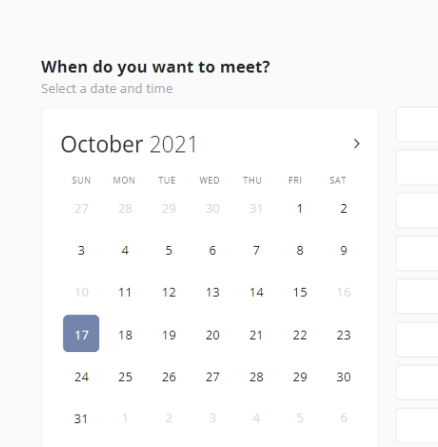 When do you want to meet?
Select a date and time
October 2021 >
SUN MON TUE WED THU FRI SAT
27 28 29 30 31 1 2
3 4 5 6 7 8 9
10 11 12 13 14 15 16
17 18 19 20 21 22 23
24 25 26 27 28 29 30
31 1 2 3 4 5 6